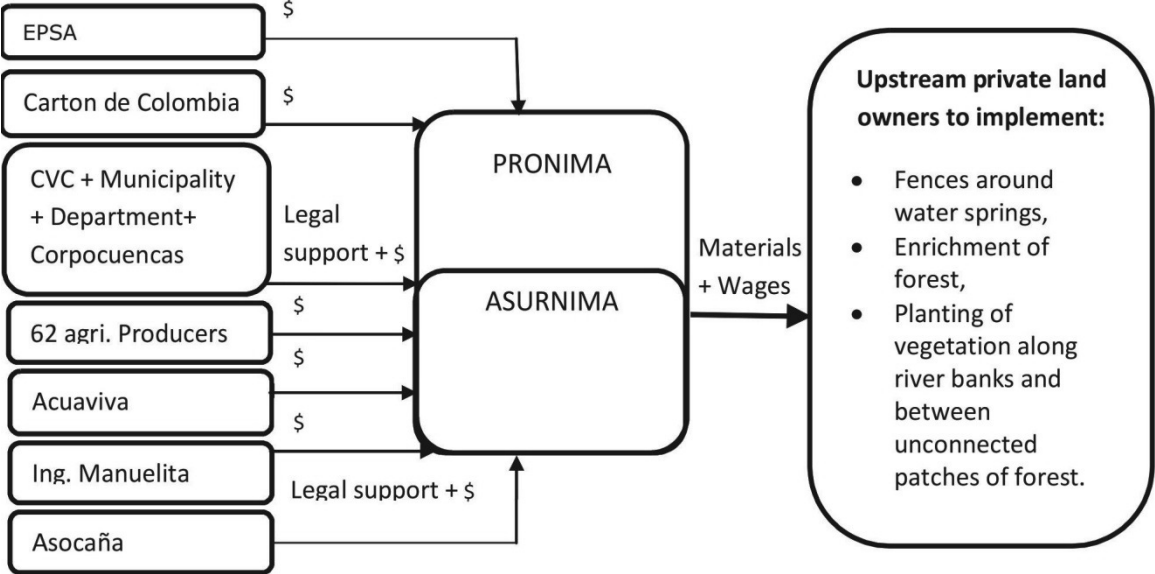 $
EPSA
Carton de Colombia
$
CVC + Municipality
+ Department+
Corpocuencas
Legal
support + $
62 agri. Producers
$
Acuaviva
$
Ing. Manuelita
$
Asocaña
Legal support + $
PRONIMA
ASURNIMA
Materials
+ Wages
Upstream private land
owners to implement:
• Fences around
water springs,
• Enrichment of
forest,
• Planting of
vegetation along
river banks and
between
unconnected
patches of forest.